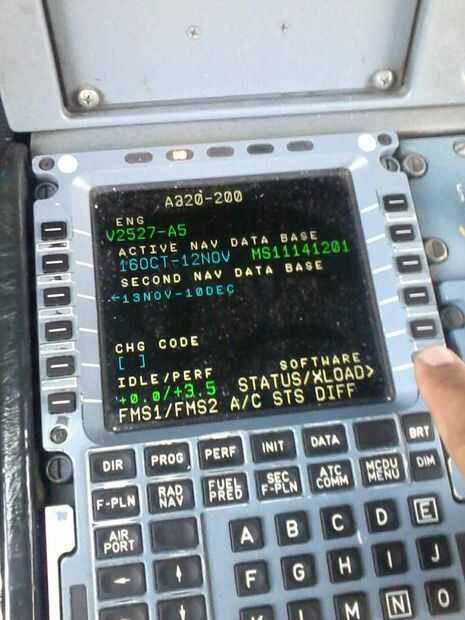 A320-200
ENG
V2527-A5
ACTIVE NAV DATA BASE
16OCT-12NOV MS11141201
SECOND NAV DATA BASE
←13NOV-10DEC
CHG CODE
[ ]
IDLE/PERF SOFTWARE
+0.0/+3.5 STATUS/XLOAD>
FMS1/FMS2 A/C STS DIFF
DIR PROG PERF INIT DATA BRT
F-PLN RAD NAV FUEL PRED SEC F-PLN ATC COMM MCDU MENU DIM
AIR PORT A B C D E
← ↑ F G H I J
← ↓ K L M N O